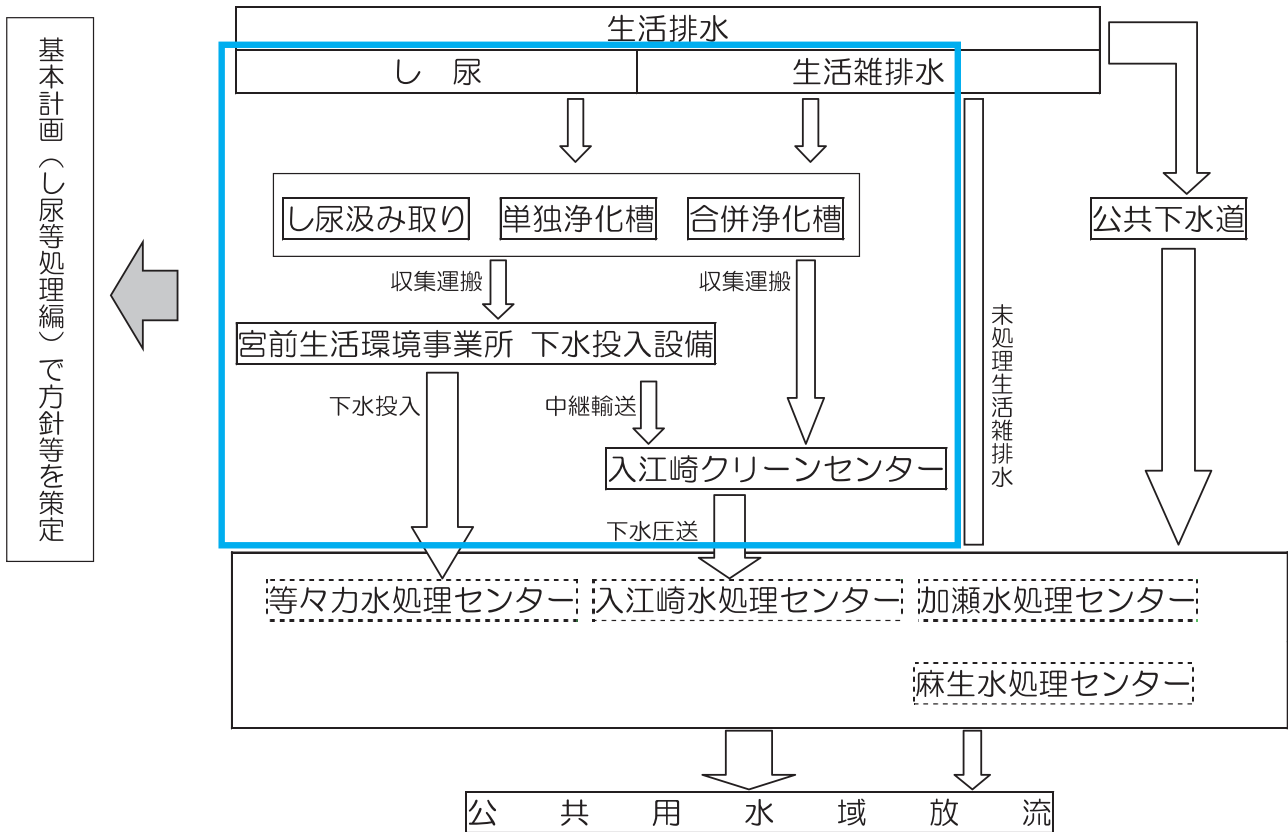 基本計画（し尿等処理編）で方針等を策定
生活排水
し　尿
生活雑排水
し尿汲み取り
単独浄化槽
合併浄化槽
公共下水道
収集運搬
収集運搬
宮前生活環境事業所 下水投入設備
未処理生活雑排水
下水投入
中継輸送
入江崎クリーンセンター
下水圧送
等々力水処理センター
入江崎水処理センター
加瀬水処理センター
麻生水処理センター
公共用水域放流